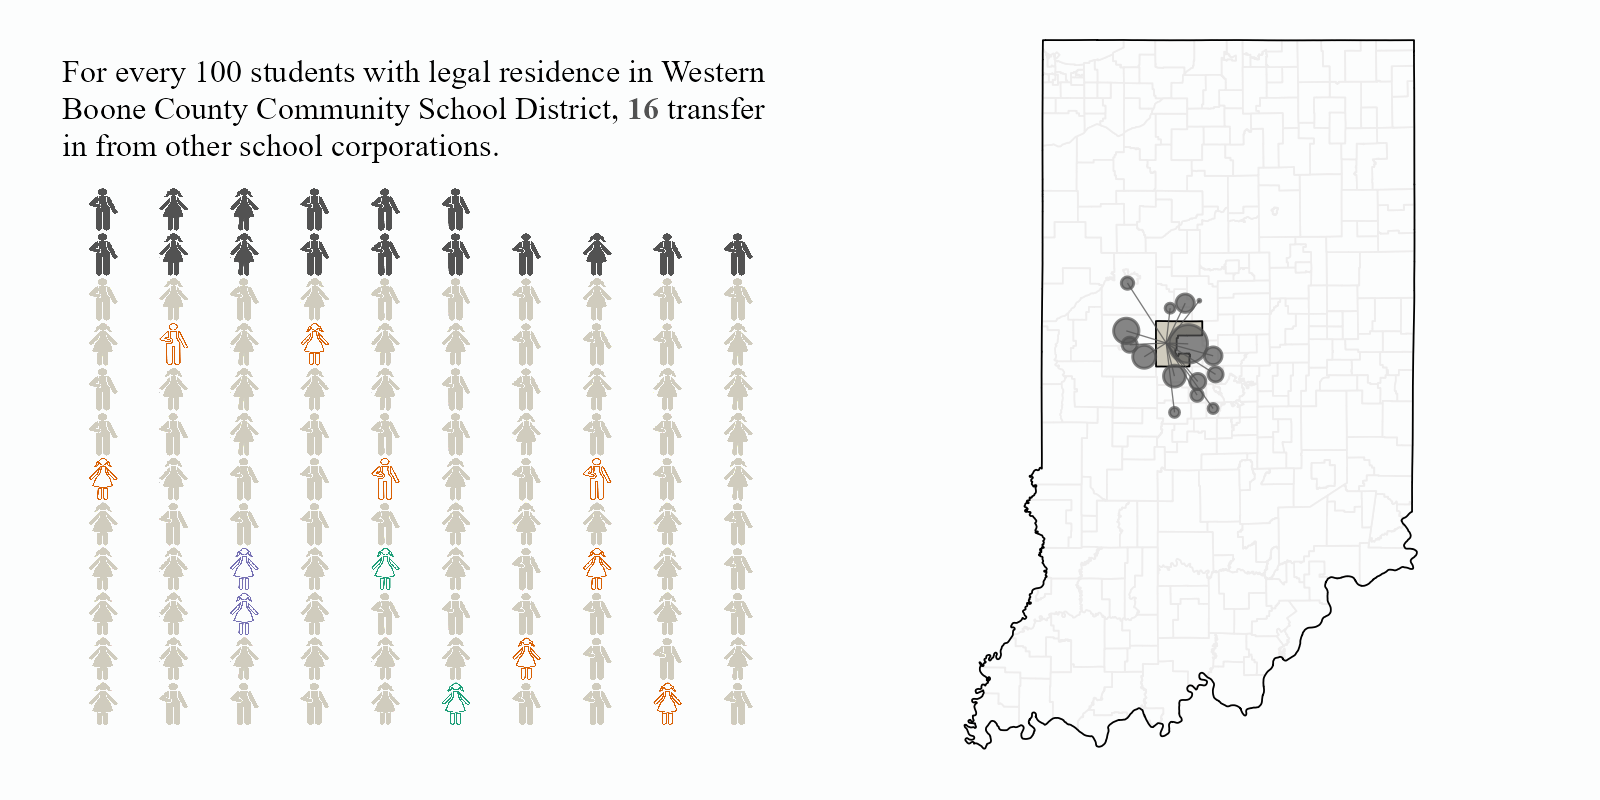 For every 100 students with legal residence in Western
Boone County Community School District, 16 transfer
in from other school corporations.